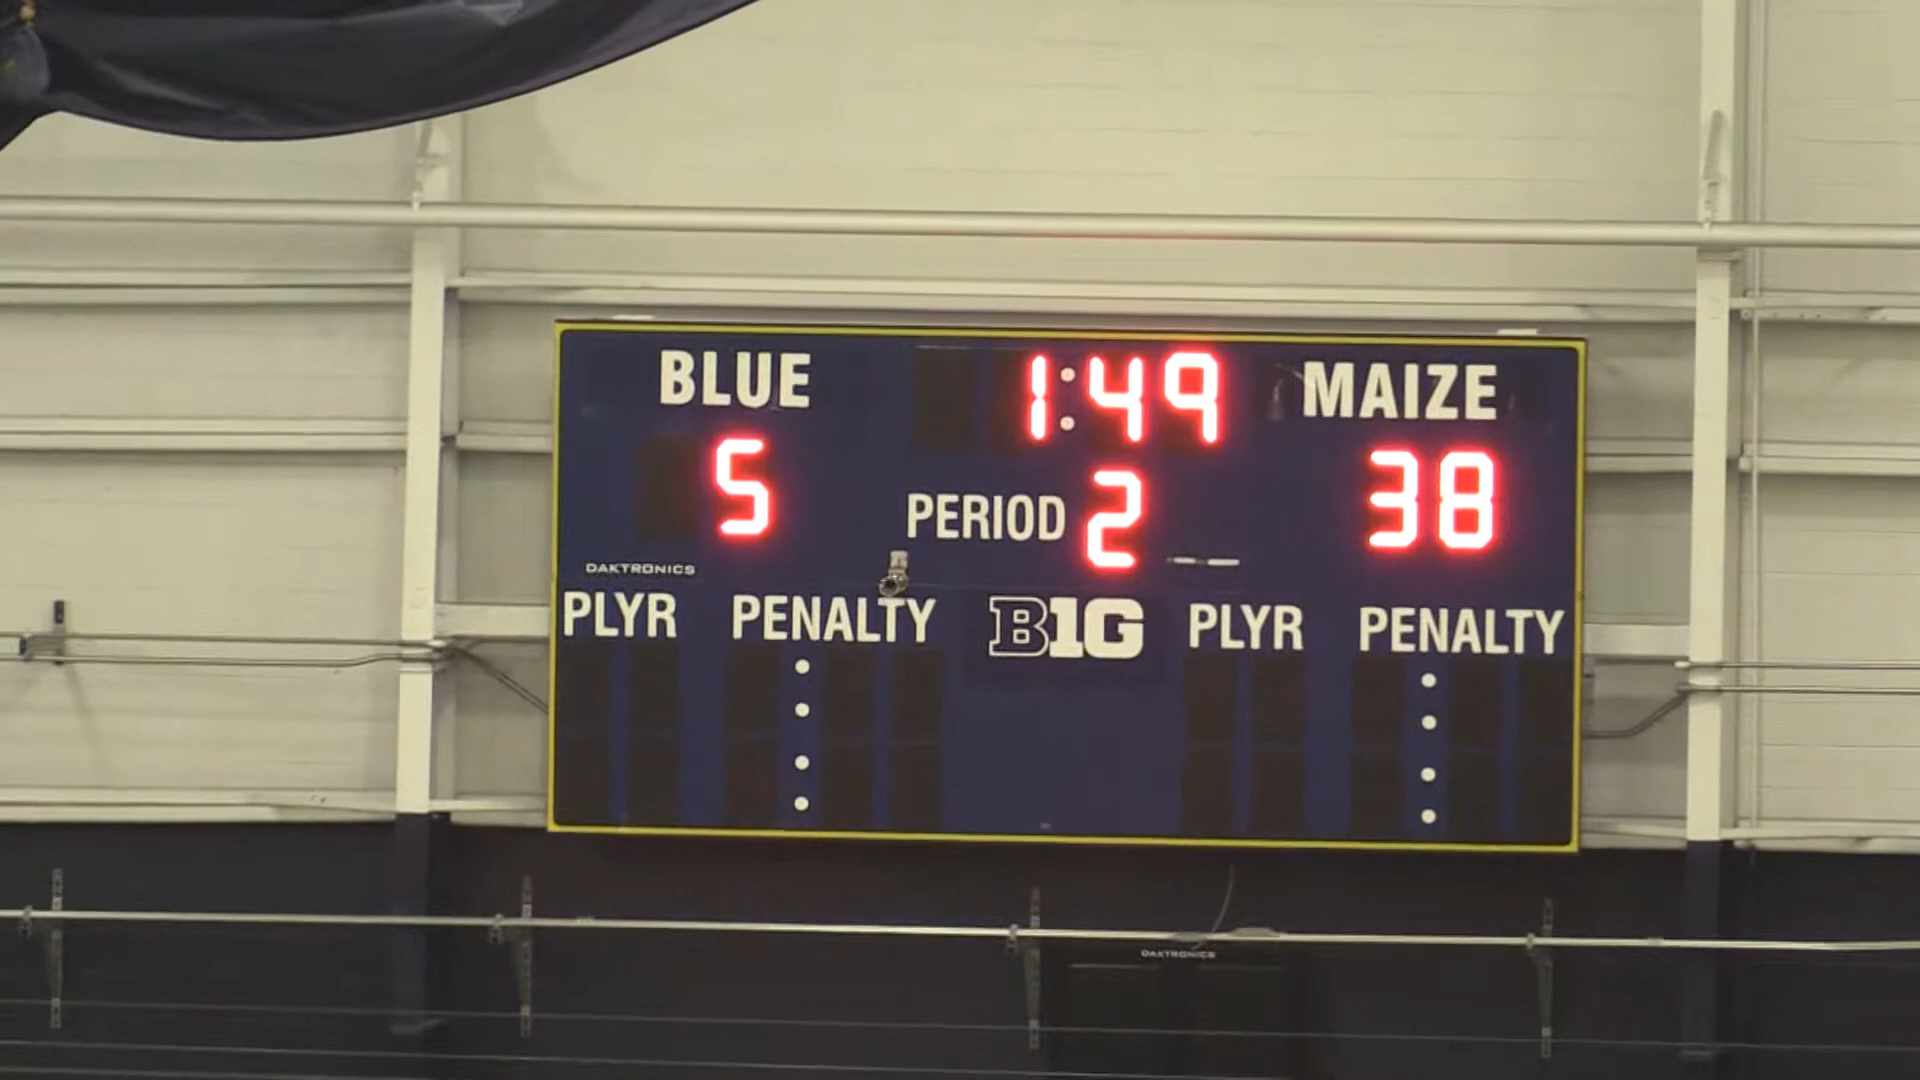 BLUE 1:49 MAIZE
5 PERIOD 2 38
DAKTRONICS
PLYR PENALTY B1G PLYR PENALTY
DAKTRONICS